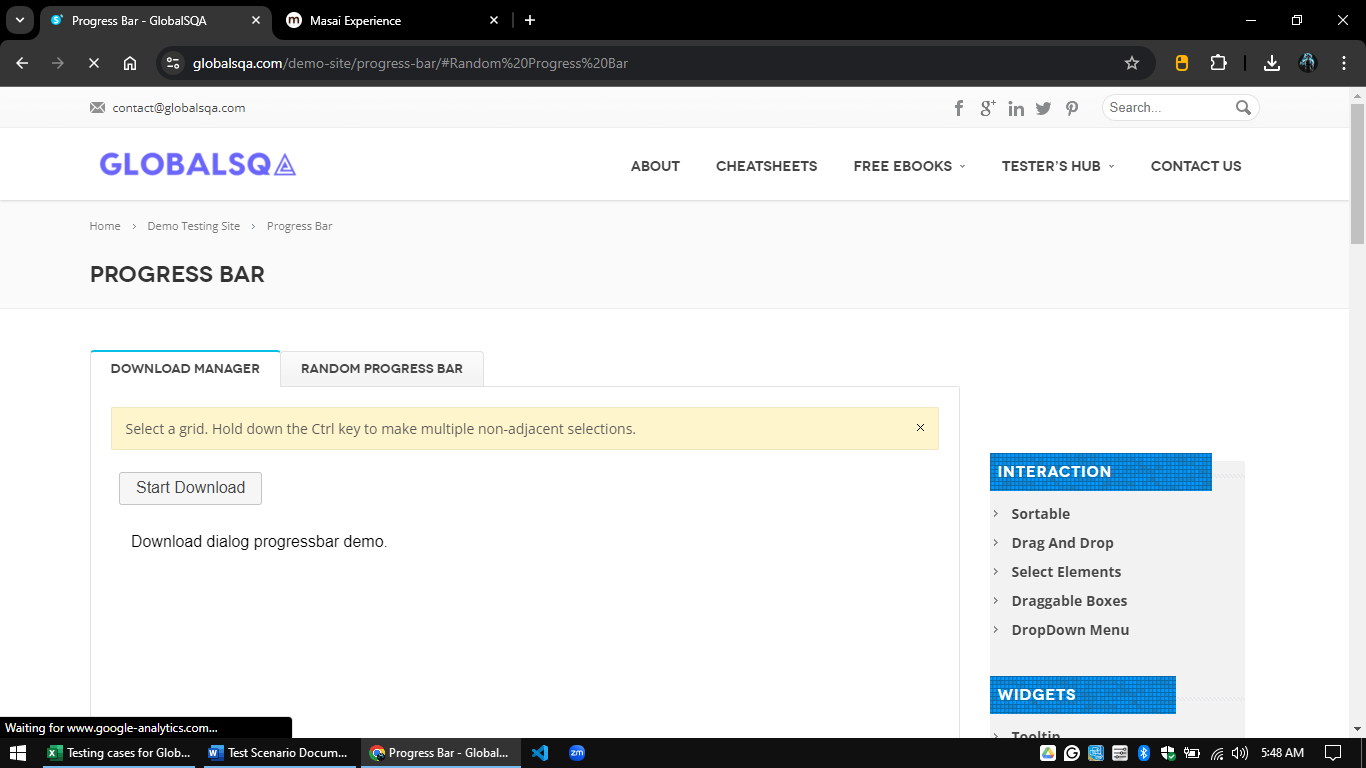 Progress Bar - GlobalSQA
Masai Experience
globalsqa.com/demo-site/progress-bar/#Random%20Progress%20Bar
contact@globalsqa.com
Search...
GLOBALSQA
ABOUT
CHEATSHEETS
FREE EBOOKS
TESTER'S HUB
CONTACT US
Home > Demo Testing Site > Progress Bar
PROGRESS BAR
DOWNLOAD MANAGER
RANDOM PROGRESS BAR
Select a grid. Hold down the Ctrl key to make multiple non-adjacent selections.
Start Download
Download dialog progressbar demo.
INTERACTION
Sortable
Drag And Drop
Select Elements
Draggable Boxes
DropDown Menu
WIDGETS
Tooltip
Waiting for www.google-analytics.com...
Testing cases for Glob...
Test Scenario Docum...
Progress Bar - Global...
zm
5:48 AM